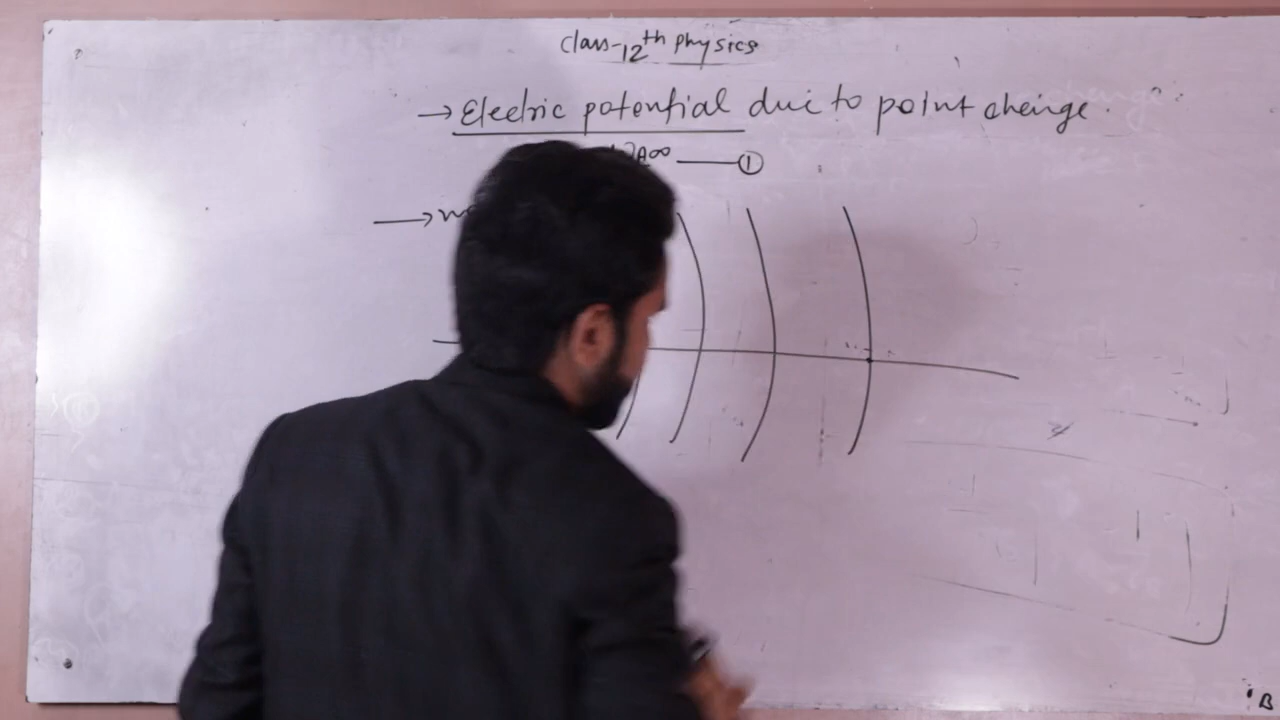 Class-12th physics
→ Electric potential due to point charge.
A∞ — ①
→ w
B